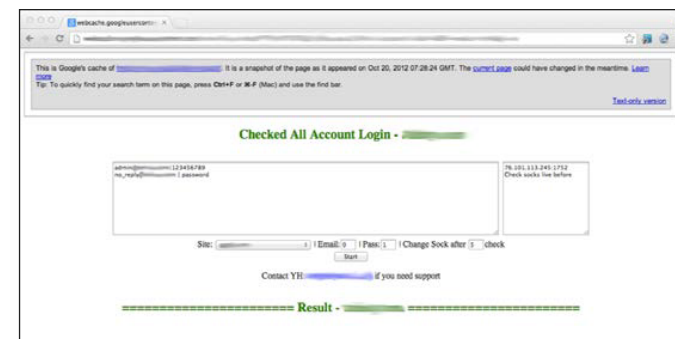 webcache.googleusercontent
This is Google's cache of . It is a snapshot of the page as it appeared on Oct 20, 2012 07:28:24 GMT. The current page could have changed in the meantime. Learn
more
Tip: To quickly find your search term on this page, press Ctrl+F or ⌘-F (Mac) and use the find bar.
Text-only version
Checked All Account Login -
admin@:123456789
no_reply@ | password
76.101.113.245:1752
Check socks live before
Site: | Email: 0 | Pass: 1 | Change Sock after 5 check
Start
Contact YH: if you need support
======================= Result - =======================